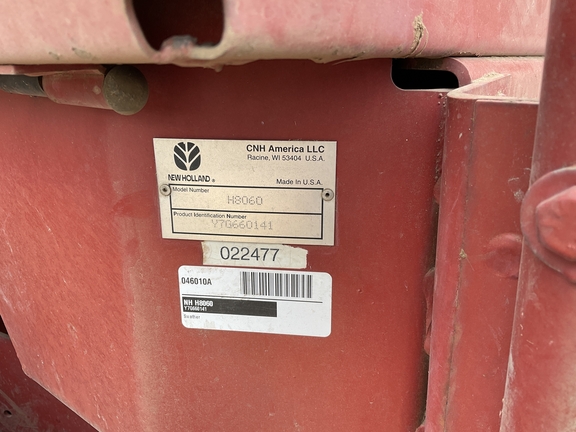 CNH America LLC
Racine, WI 53404 U.S.A.
NEW HOLLAND®
Made In U.S.A.
Model Number
H8060
Product Identification Number
Y7G660141
022477
046010A
NH H8060
Y7G660141